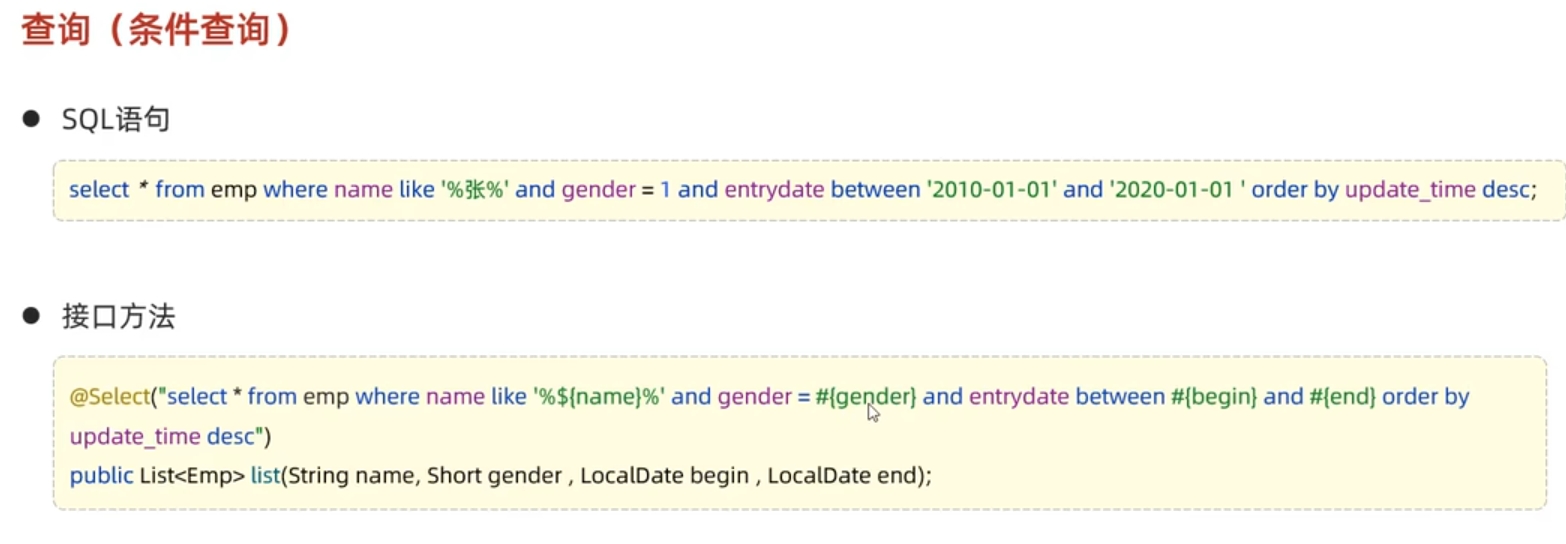 查询（条件查询）
● SQL语句
select * from emp where name like '%张%' and gender = 1 and entrydate between '2010-01-01' and '2020-01-01 ' order by update_time desc;
● 接口方法
@Select("select * from emp where name like '%${name}%' and gender = #{gender} and entrydate between #{begin} and #{end} order by
update_time desc")
public List<Emp> list(String name, Short gender , LocalDate begin , LocalDate end);